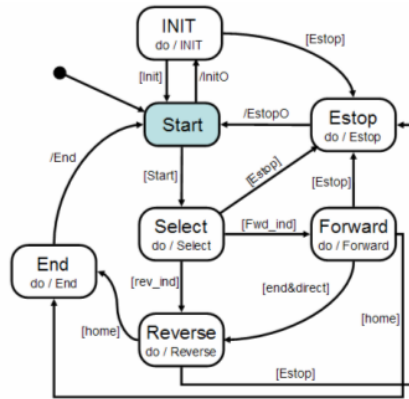 INIT
do / INIT
[Estop]
[Init]
/InitO
Start
/EstopO
Estop
do / Estop
/End
[Start]
[Estop]
[Estop]
Select
do / Select
[Fwd_ind]
Forward
do / Forward
End
do / End
[rev_ind]
[end&direct]
[home]
[home]
Reverse
do / Reverse
[Estop]